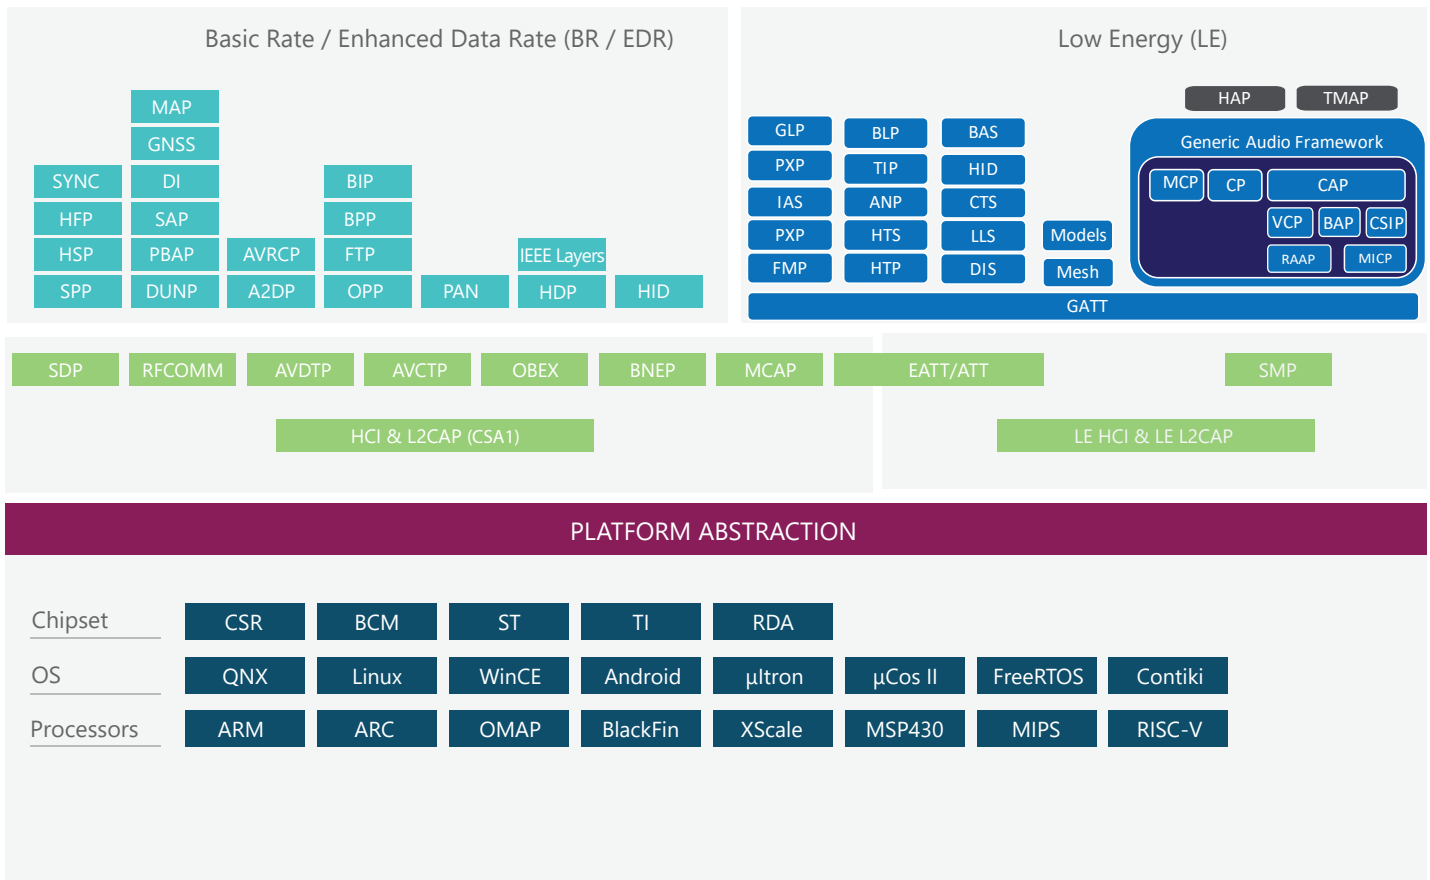 Basic Rate / Enhanced Data Rate (BR / EDR)
MAP
GNSS
SYNC DI BIP
HFP SAP BPP
HSP PBAP AVRCP FTP IEEE Layers
SPP DUNP A2DP OPP PAN HDP HID
Low Energy (LE)
HAP TMAP
GLP BLP BAS
PXP TIP HID
IAS ANP CTS
PXP HTS LLS Models
FMP HTP DIS Mesh
Generic Audio Framework
MCP CP CAP
VCP BAP CSIP
RAAP MICP
GATT
SDP RFCOMM AVDTP AVCTP OBEX BNEP MCAP EATT/ATT SMP
HCI & L2CAP (CSA1) LE HCI & LE L2CAP
PLATFORM ABSTRACTION
Chipset CSR BCM ST TI RDA
OS QNX Linux WinCE Android μltron μCos II FreeRTOS Contiki
Processors ARM ARC OMAP BlackFin XScale MSP430 MIPS RISC-V